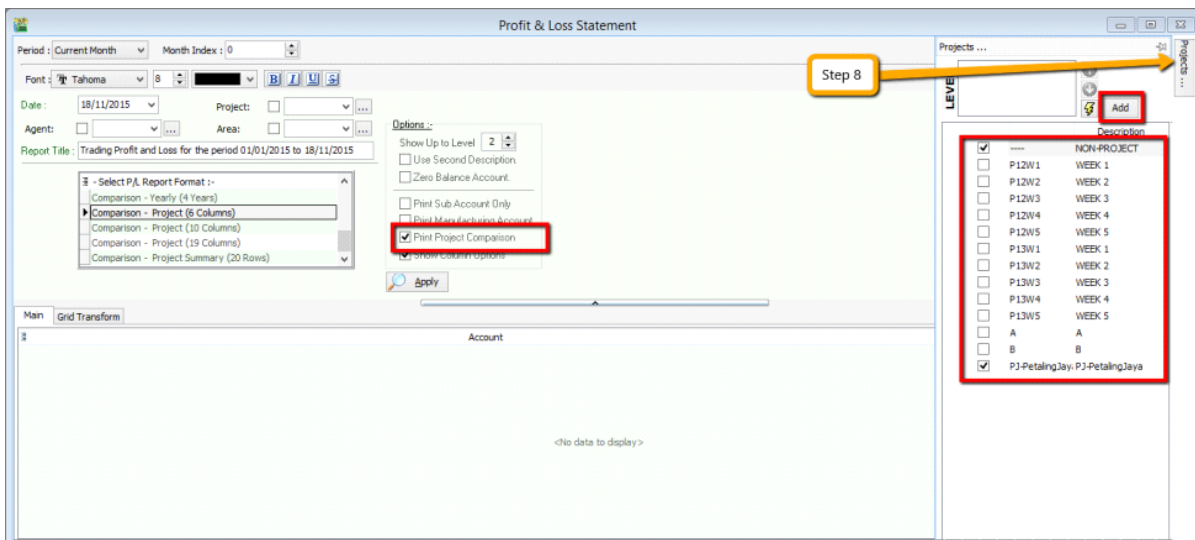 Profit & Loss Statement
Period : Current Month Month Index : 0
Projects ...
Projects ...
Font : Tahoma 8 B I U S
Step 8
LEVEL
Add
Date : 18/11/2015 Project: ...
Agent: ... Area: ...
Report Title : Trading Profit and Loss for the period 01/01/2015 to 18/11/2015
- Select P/L Report Format :-
Comparison - Yearly (4 Years)
Comparison - Project (6 Columns)
Comparison - Project (10 Columns)
Comparison - Project (19 Columns)
Comparison - Project Summary (20 Rows)
Options :-
Show Up to Level 2
Use Second Description.
Zero Balance Account.
Print Sub Account Only
Print Manufacturing Account
Print Project Comparison
Show Column Options
Apply
Description
---- NON-PROJECT
P12W1 WEEK 1
P12W2 WEEK 2
P12W3 WEEK 3
P12W4 WEEK 4
P12W5 WEEK 5
P13W1 WEEK 1
P13W2 WEEK 2
P13W3 WEEK 3
P13W4 WEEK 4
P13W5 WEEK 5
A A
B B
PJ-PetalingJay PJ-PetalingJaya
Main Grid Transform
Account
<No data to display>